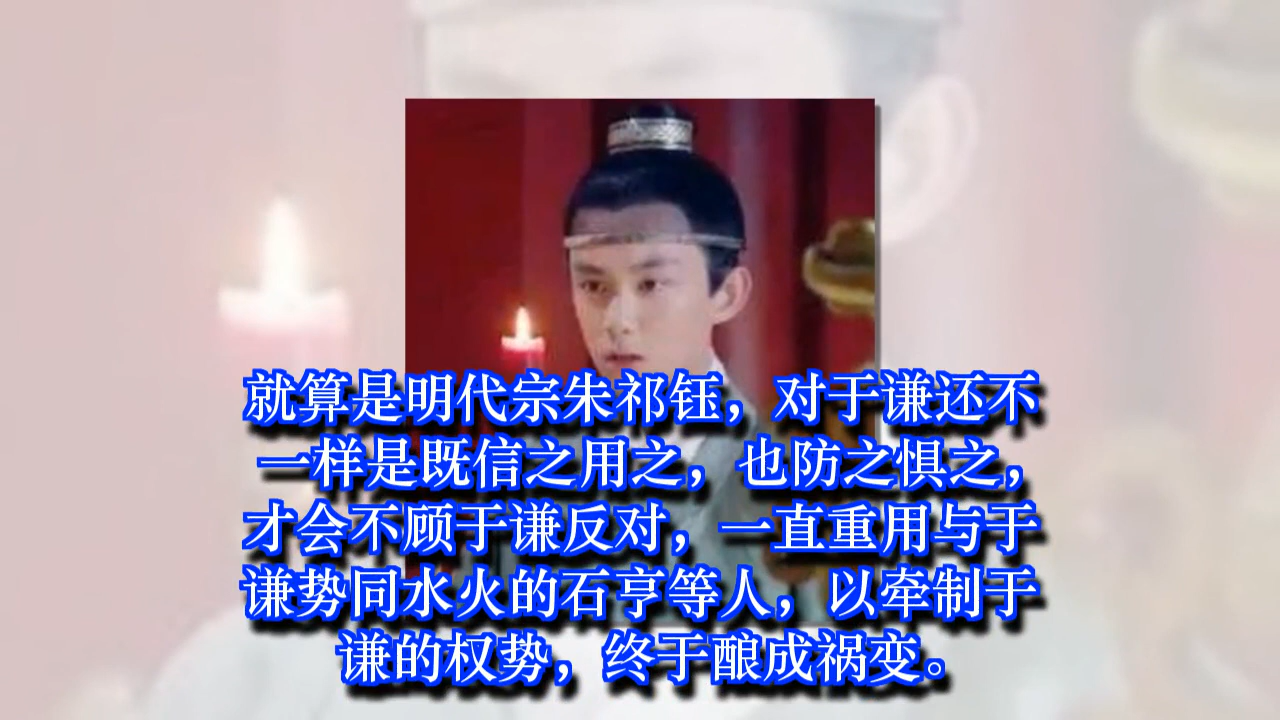 就算是明代宗朱祁钰，对于谦还不
一样是既信之用之，也防之惧之，
才会不顾于谦反对，一直重用与于
谦势同水火的石亨等人，以牵制于
谦的权势，终于酿成祸变。